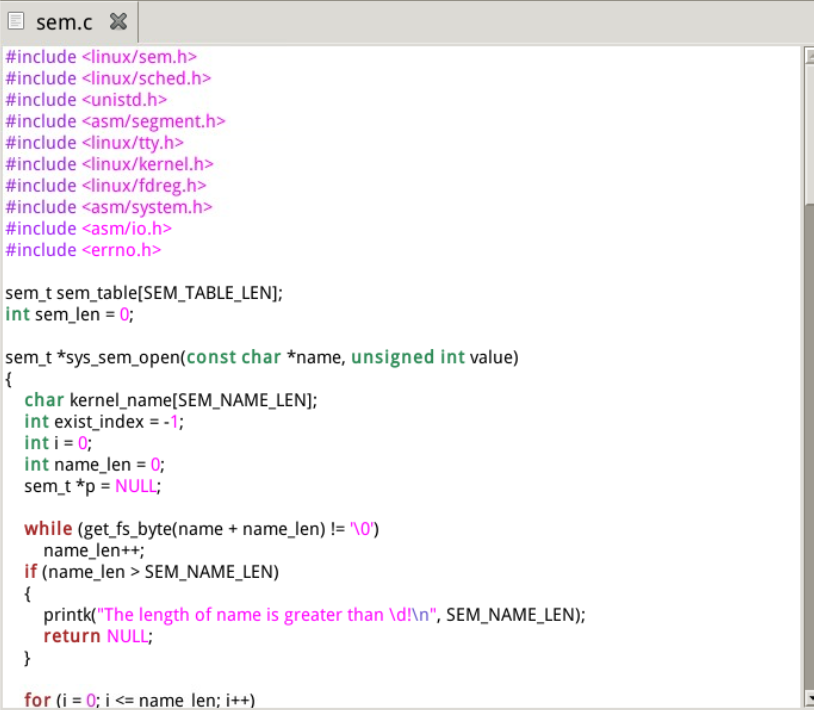 sem.c
#include <linux/sem.h>
#include <linux/sched.h>
#include <unistd.h>
#include <asm/segment.h>
#include <linux/tty.h>
#include <linux/kernel.h>
#include <linux/fdreg.h>
#include <asm/system.h>
#include <asm/io.h>
#include <errno.h>

sem_t sem_table[SEM_TABLE_LEN];
int sem_len = 0;

sem_t *sys_sem_open(const char *name, unsigned int value)
{
    char kernel_name[SEM_NAME_LEN];
    int exist_index = -1;
    int i = 0;
    int name_len = 0;
    sem_t *p = NULL;

    while (get_fs_byte(name + name_len) != '\0')
        name_len++;
    if (name_len > SEM_NAME_LEN)
    {
        printk("The length of name is greater than \d!\n", SEM_NAME_LEN);
        return NULL;
    }

    for (i = 0; i <= name_len; i++)